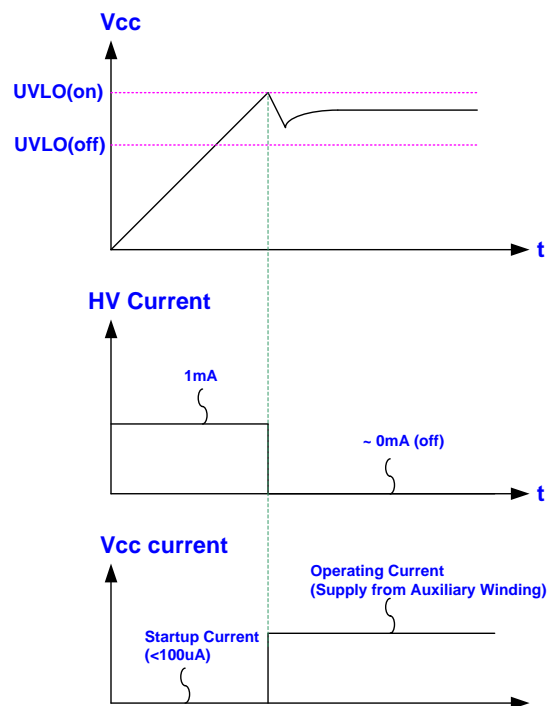 Vcc
UVLO(on)
UVLO(off)
t
HV Current
1mA
~ 0mA (off)
t
Vcc current
Operating Current
(Supply from Auxiliary Winding)
Startup Current
(<100uA)